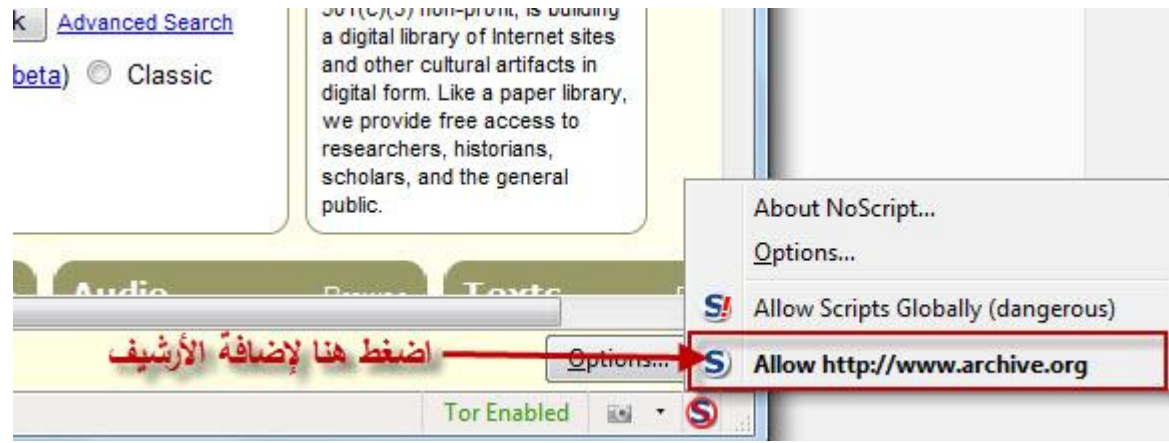 k Advanced Search
beta) Classic
501(c)(3) non-profit, is building
a digital library of Internet sites
and other cultural artifacts in
digital form. Like a paper library,
we provide free access to
researchers, historians,
scholars, and the general
public.
Audio Browse Texts
About NoScript...
Options...
Allow Scripts Globally (dangerous)
Allow http://www.archive.org
اضغط هنا لإضافة الأرشيف
Options...
Tor Enabled